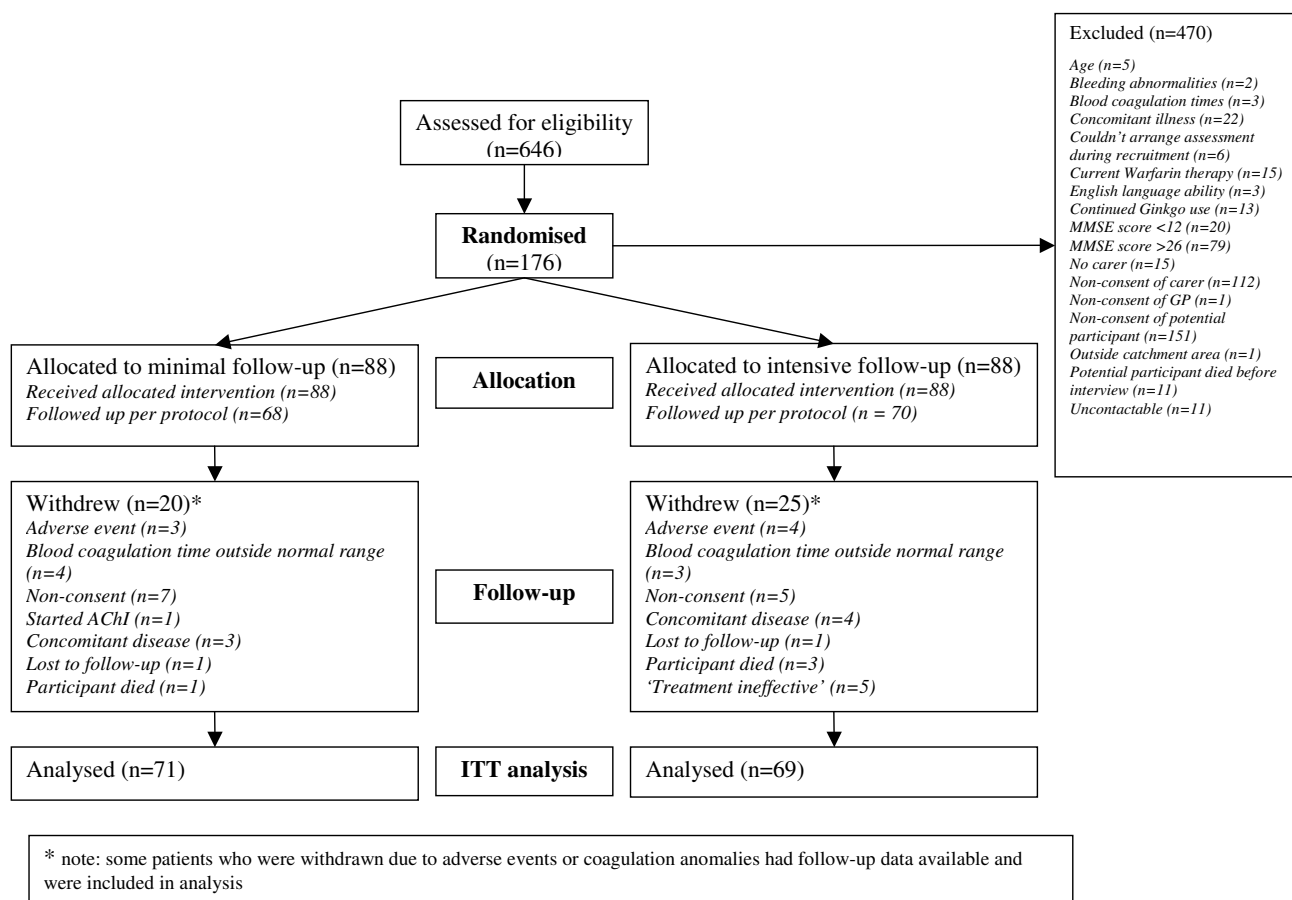 Excluded (n=470)
Age (n=5)
Bleeding abnormalities (n=2)
Blood coagulation times (n=3)
Concomitant illness (n=22)
Couldn't arrange assessment
during recruitment (n=6)
Current Warfarin therapy (n=15)
English language ability (n=3)
Continued Ginkgo use (n=13)
MMSE score <12 (n=20)
MMSE score >26 (n=79)
No carer (n=15)
Non-consent of carer (n=112)
Non-consent of GP (n=1)
Non-consent of potential
participant (n=151)
Outside catchment area (n=1)
Potential participant died before
interview (n=11)
Uncontactable (n=11)
Assessed for eligibility
(n=646)
Randomised
(n=176)
Allocated to minimal follow-up (n=88)
Received allocated intervention (n=88)
Followed up per protocol (n=68)
Allocation
Allocated to intensive follow-up (n=88)
Received allocated intervention (n=88)
Followed up per protocol (n = 70)
Withdrew (n=20)*
Adverse event (n=3)
Blood coagulation time outside normal range
(n=4)
Non-consent (n=7)
Started AChI (n=1)
Concomitant disease (n=3)
Lost to follow-up (n=1)
Participant died (n=1)
Follow-up
Withdrew (n=25)*
Adverse event (n=4)
Blood coagulation time outside normal range
(n=3)
Non-consent (n=5)
Concomitant disease (n=4)
Lost to follow-up (n=1)
Participant died (n=3)
‘Treatment ineffective’ (n=5)
Analysed (n=71)
ITT analysis
Analysed (n=69)
* note: some patients who were withdrawn due to adverse events or coagulation anomalies had follow-up data available and
were included in analysis